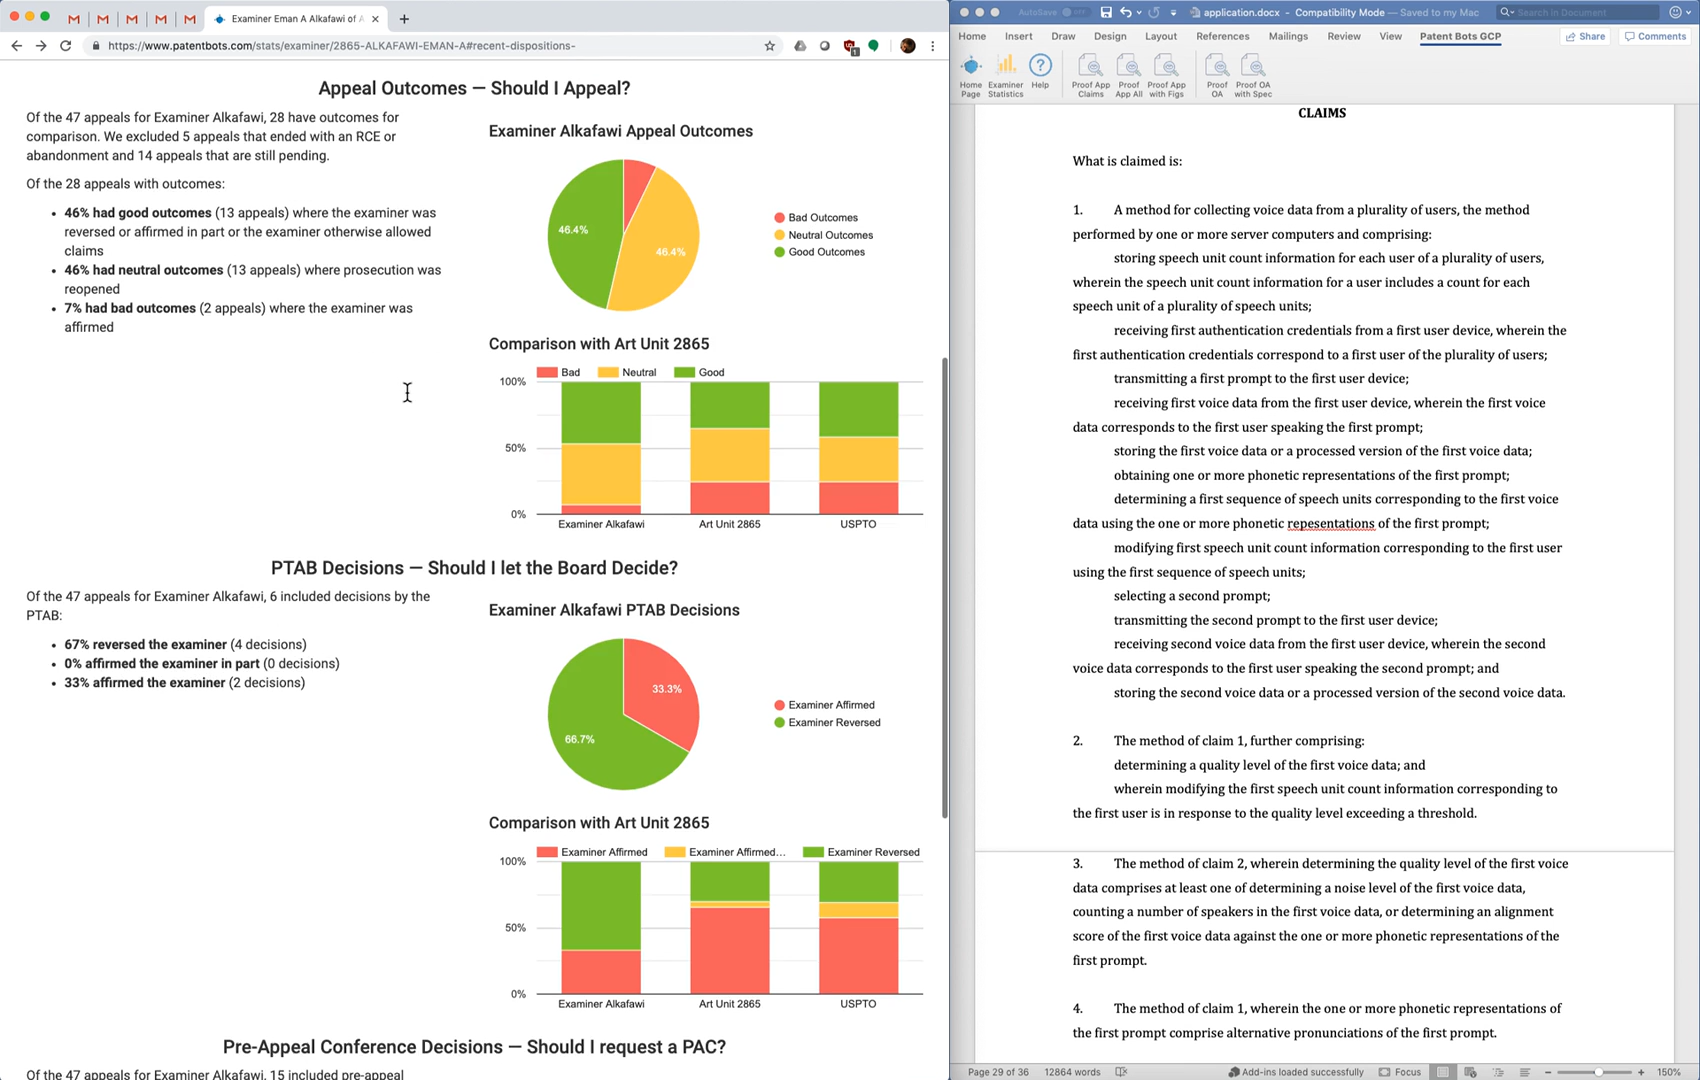 Examiner Eman A Alkafawi of A
https://www.patentbots.com/stats/examiner/2865-ALKAFAWI-EMAN-A#recent-dispositions-
Appeal Outcomes — Should I Appeal?
Of the 47 appeals for Examiner Alkafawi, 28 have outcomes for
comparison. We excluded 5 appeals that ended with an RCE or
abandonment and 14 appeals that are still pending.
Of the 28 appeals with outcomes:
• 46% had good outcomes (13 appeals) where the examiner was
reversed or affirmed in part or the examiner otherwise allowed
claims
• 46% had neutral outcomes (13 appeals) where prosecution was
reopened
• 7% had bad outcomes (2 appeals) where the examiner was
affirmed
Examiner Alkafawi Appeal Outcomes
46.4%
46.4%
Bad Outcomes
Neutral Outcomes
Good Outcomes
Comparison with Art Unit 2865
Bad Neutral Good
100%
50%
0%
Examiner Alkafawi Art Unit 2865 USPTO
PTAB Decisions — Should I let the Board Decide?
Of the 47 appeals for Examiner Alkafawi, 6 included decisions by the
PTAB:
• 67% reversed the examiner (4 decisions)
• 0% affirmed the examiner in part (0 decisions)
• 33% affirmed the examiner (2 decisions)
Examiner Alkafawi PTAB Decisions
33.3%
66.7%
Examiner Affirmed
Examiner Reversed
Comparison with Art Unit 2865
Examiner Affirmed Examiner Affirmed... Examiner Reversed
100%
50%
0%
Examiner Alkafawi Art Unit 2865 USPTO
Pre-Appeal Conference Decisions — Should I request a PAC?
Of the 47 appeals for Examiner Alkafawi, 15 included pre-appeal
AutoSave application.docx - Compatibility Mode — Saved to my Mac Search in Document
Home Insert Draw Design Layout References Mailings Review View Patent Bots GCP Share Comments
Home Page
Examiner Statistics
Help
Proof App Claims
Proof App All
Proof App with Figs
Proof OA
Proof OA with Spec
CLAIMS
What is claimed is:
1. A method for collecting voice data from a plurality of users, the method
performed by one or more server computers and comprising:
storing speech unit count information for each user of a plurality of users,
wherein the speech unit count information for a user includes a count for each
speech unit of a plurality of speech units;
receiving first authentication credentials from a first user device, wherein the
first authentication credentials correspond to a first user of the plurality of users;
transmitting a first prompt to the first user device;
receiving first voice data from the first user device, wherein the first voice
data corresponds to the first user speaking the first prompt;
storing the first voice data or a processed version of the first voice data;
obtaining one or more phonetic representations of the first prompt;
determining a first sequence of speech units corresponding to the first voice
data using the one or more phonetic repesentations of the first prompt;
modifying first speech unit count information corresponding to the first user
using the first sequence of speech units;
selecting a second prompt;
transmitting the second prompt to the first user device;
receiving second voice data from the first user device, wherein the second
voice data corresponds to the first user speaking the second prompt; and
storing the second voice data or a processed version of the second voice data.
2. The method of claim 1, further comprising:
determining a quality level of the first voice data; and
wherein modifying the first speech unit count information corresponding to
the first user is in response to the quality level exceeding a threshold.
3. The method of claim 2, wherein determining the quality level of the first voice
data comprises at least one of determining a noise level of the first voice data,
counting a number of speakers in the first voice data, or determining an alignment
score of the first voice data against the one or more phonetic representations of the
first prompt.
4. The method of claim 1, wherein the one or more phonetic representations of
the first prompt comprise alternative pronunciations of the first prompt.
Page 29 of 36 12864 words Add-ins loaded successfully Focus 150%